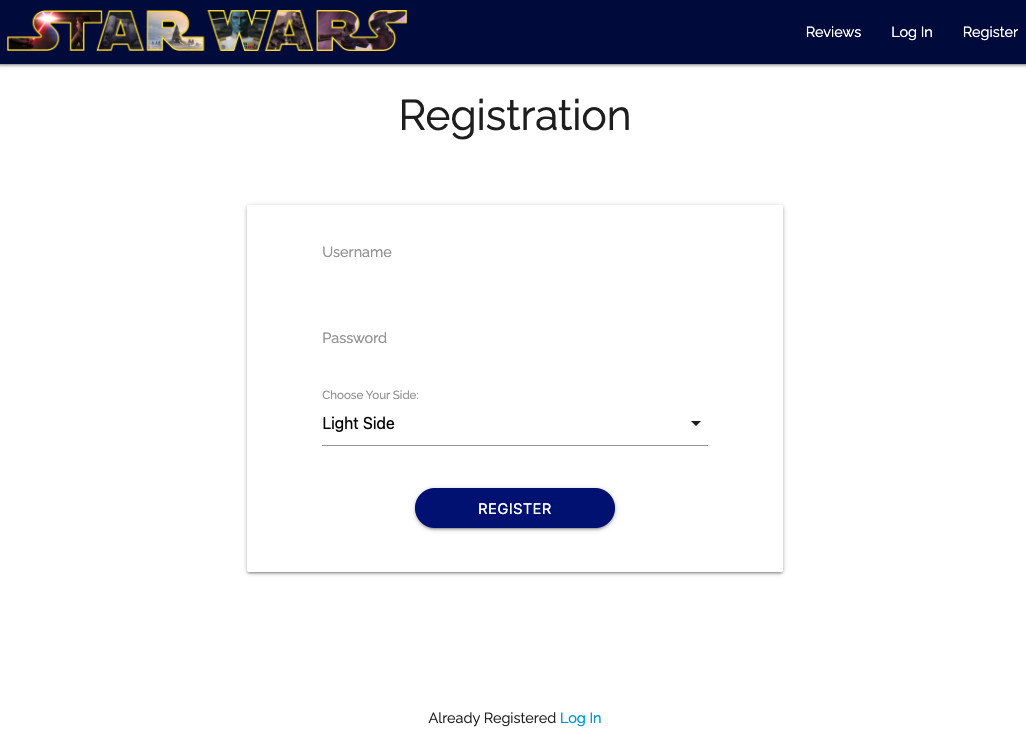 STAR WARS
Reviews Log In Register
Registration
Username
Password
Choose Your Side:
Light Side
REGISTER
Already Registered Log In